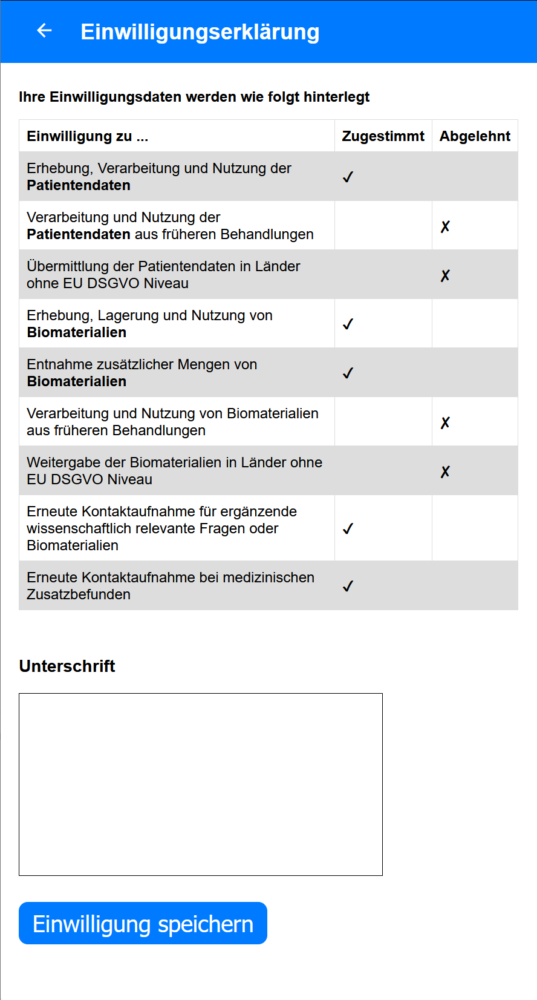 Einwilligungserklärung
Ihre Einwilligungsdaten werden wie folgt hinterlegt
Einwilligung zu ... Zugestimmt Abgelehnt
Erhebung, Verarbeitung und Nutzung der
Patientendaten ✓
Verarbeitung und Nutzung der
Patientendaten aus früheren Behandlungen ✗
Übermittlung der Patientendaten in Länder
ohne EU DSGVO Niveau ✗
Erhebung, Lagerung und Nutzung von
Biomaterialien ✓
Entnahme zusätzlicher Mengen von
Biomaterialien ✓
Verarbeitung und Nutzung von Biomaterialien
aus früheren Behandlungen ✗
Weitergabe der Biomaterialien in Länder ohne
EU DSGVO Niveau ✗
Erneute Kontaktaufnahme für ergänzende
wissenschaftlich relevante Fragen oder ✓
Biomaterialien
Erneute Kontaktaufnahme bei medizinischen
Zusatzbefunden ✓
Unterschrift
Einwilligung speichern